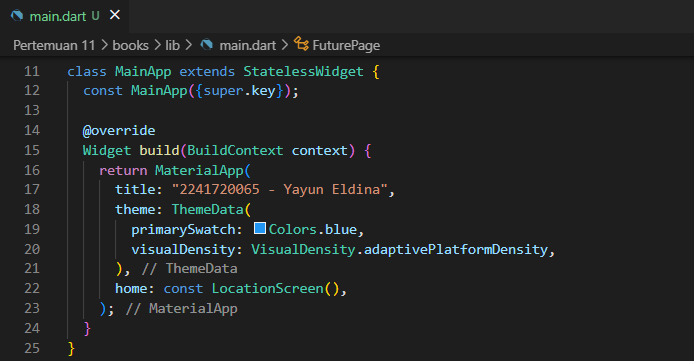 main.dart U ×
Pertemuan 11 > books > lib > main.dart > FuturePage
11 class MainApp extends StatelessWidget {
12   const MainApp({super.key});
13
14   @override
15   Widget build(BuildContext context) {
16     return MaterialApp(
17       title: "2241720065 - Yayun Eldina",
18       theme: ThemeData(
19         primarySwatch: Colors.blue,
20         visualDensity: VisualDensity.adaptivePlatformDensity,
21       ), // ThemeData
22       home: const LocationScreen(),
23     ); // MaterialApp
24   }
25 }